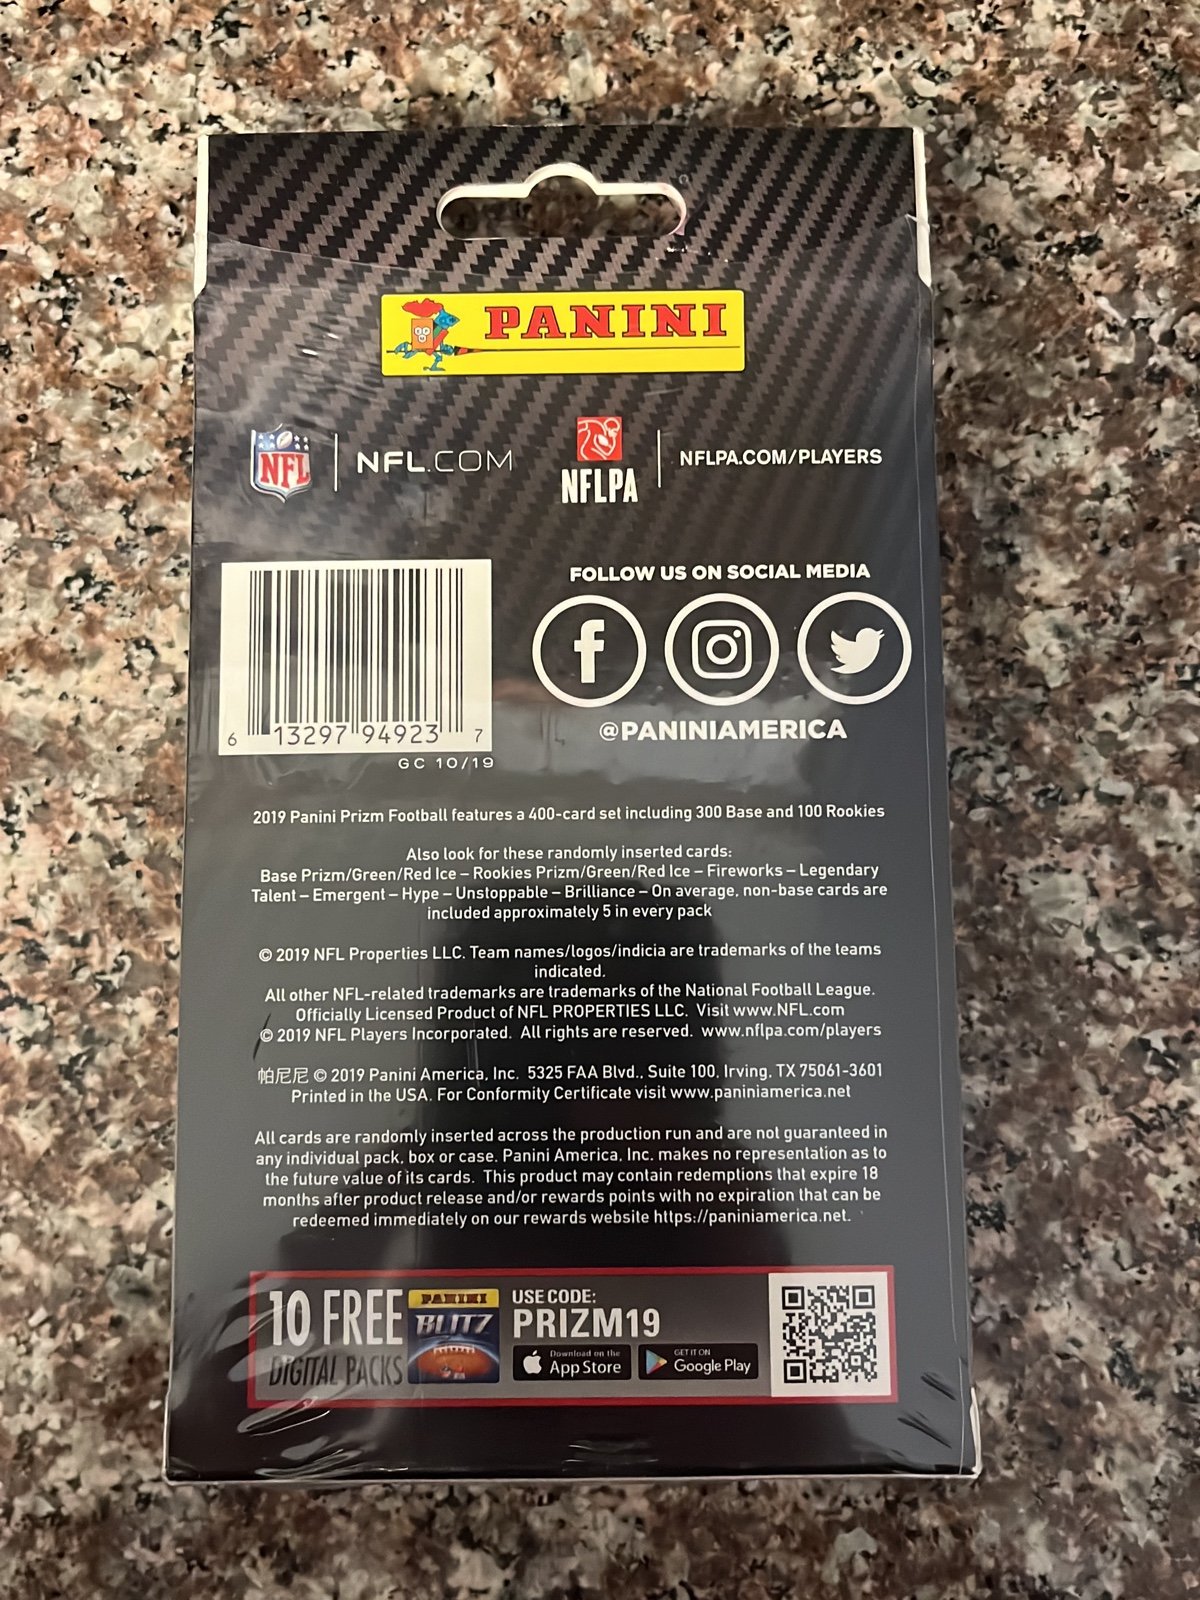 PANINI
NFL
NFL.COM
NFLPA
NFLPA.COM/PLAYERS
6 13297 94923 7
GC 10/19
FOLLOW US ON SOCIAL MEDIA
@PANINIAMERICA
2019 Panini Prizm Football features a 400-card set including 300 Base and 100 Rookies
Also look for these randomly inserted cards:
Base Prizm/Green/Red Ice – Rookies Prizm/Green/Red Ice – Fireworks – Legendary
Talent – Emergent – Hype – Unstoppable – Brilliance – On average, non-base cards are
included approximately 5 in every pack
© 2019 NFL Properties LLC. Team names/logos/indicia are trademarks of the teams
indicated.
All other NFL-related trademarks are trademarks of the National Football League.
Officially Licensed Product of NFL PROPERTIES LLC. Visit www.NFL.com
© 2019 NFL Players Incorporated. All rights are reserved. www.nflpa.com/players
帕尼尼 © 2019 Panini America, Inc. 5325 FAA Blvd., Suite 100, Irving, TX 75061-3601
Printed in the USA. For Conformity Certificate visit www.paniniamerica.net
All cards are randomly inserted across the production run and are not guaranteed in
any individual pack, box or case. Panini America, Inc. makes no representation as to
the future value of its cards. This product may contain redemptions that expire 18
months after product release and/or rewards points with no expiration that can be
redeemed immediately on our rewards website https://paniniamerica.net.
10 FREE
DIGITAL PACKS
PANINI
BLITZ
USE CODE:
PRIZM19
Download on the
App Store
GET IT ON
Google Play